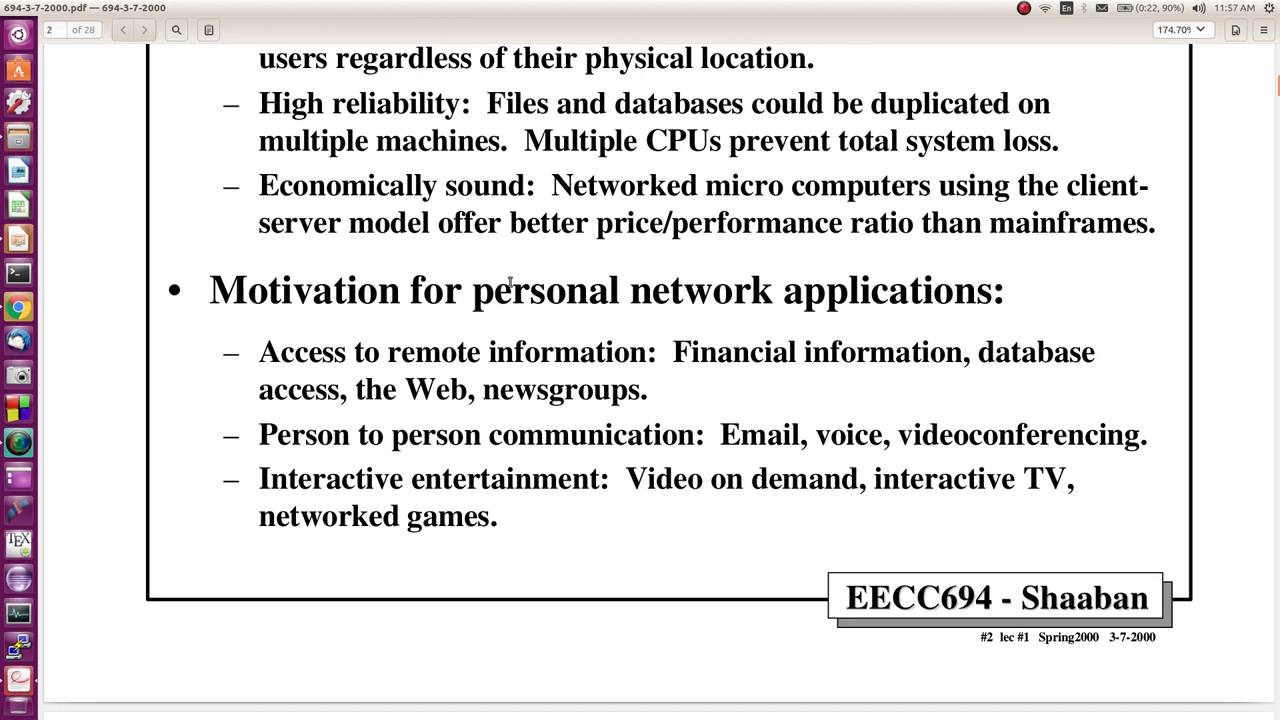 694-3-7-2000.pdf — 694-3-7-2000
En
(0:22, 90%)
11:57 AM
2
of 28
174.70%
users regardless of their physical location.
– High reliability: Files and databases could be duplicated on
multiple machines. Multiple CPUs prevent total system loss.
– Economically sound: Networked micro computers using the client-
server model offer better price/performance ratio than mainframes.
• Motivation for personal network applications:
– Access to remote information: Financial information, database
access, the Web, newsgroups.
– Person to person communication: Email, voice, videoconferencing.
– Interactive entertainment: Video on demand, interactive TV,
networked games.
EECC694 - Shaaban
#2 lec #1 Spring2000 3-7-2000
TEX